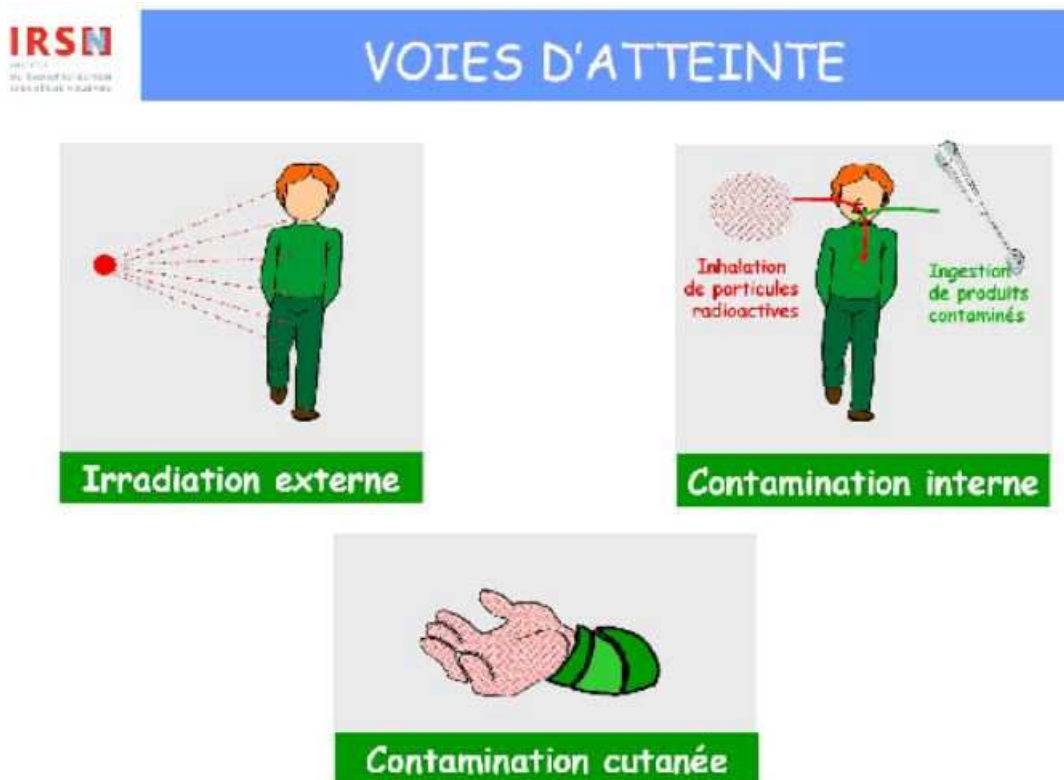 IRSN
VOIES D'ATTEINTE
Irradiation externe
Inhalation
de particules
radioactives
Ingestion
de produits
contaminés
Contamination interne
Contamination cutanée